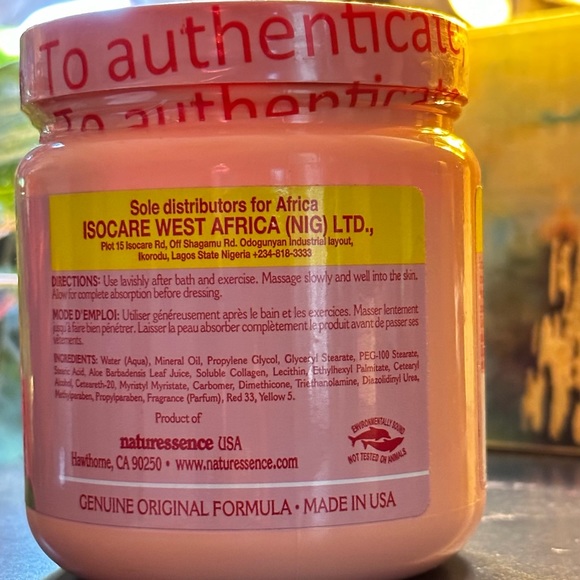 To authenticate
To authenticate
Sole distributors for Africa
ISOCARE WEST AFRICA (NIG) LTD.,
Plot 15 Isocare Rd, Off Shagamu Rd. Odogunyan Industrial layout,
Ikorodu, Lagos State Nigeria +234-818-3333
DIRECTIONS: Use lavishly after bath and exercise. Massage slowly and well into the skin.
Allow for complete absorption before dressing.
MODE D'EMPLOI: Utiliser généreusement après le bain et les exercices. Masser lentement
jusqu'a faire bien pénétrer. Laisser la peau absorber complètement le produit avant de passer ses
vêtements.
INGREDIENTS: Water (Aqua), Mineral Oil, Propylene Glycol, Glyceryl Stearate, PEG-100 Stearate,
Stearic Acid, Aloe Barbadensis Leaf Juice, Soluble Collagen, Lecithin, Ethylhexyl Palmitate, Cetearyl
Alcohol, Ceteareth-20, Myristyl Myristate, Carbomer, Dimethicone, Triethanolamine, Diazolidinyl Urea,
Methylparaben, Propylparaben, Fragrance (Parfum), Red 33, Yellow 5.
Product of
naturessence USA
Hawthorne, CA 90250 • www.naturessence.com
ENVIRONMENTALLY SOUND
NOT TESTED ON ANIMALS
GENUINE ORIGINAL FORMULA • MADE IN USA